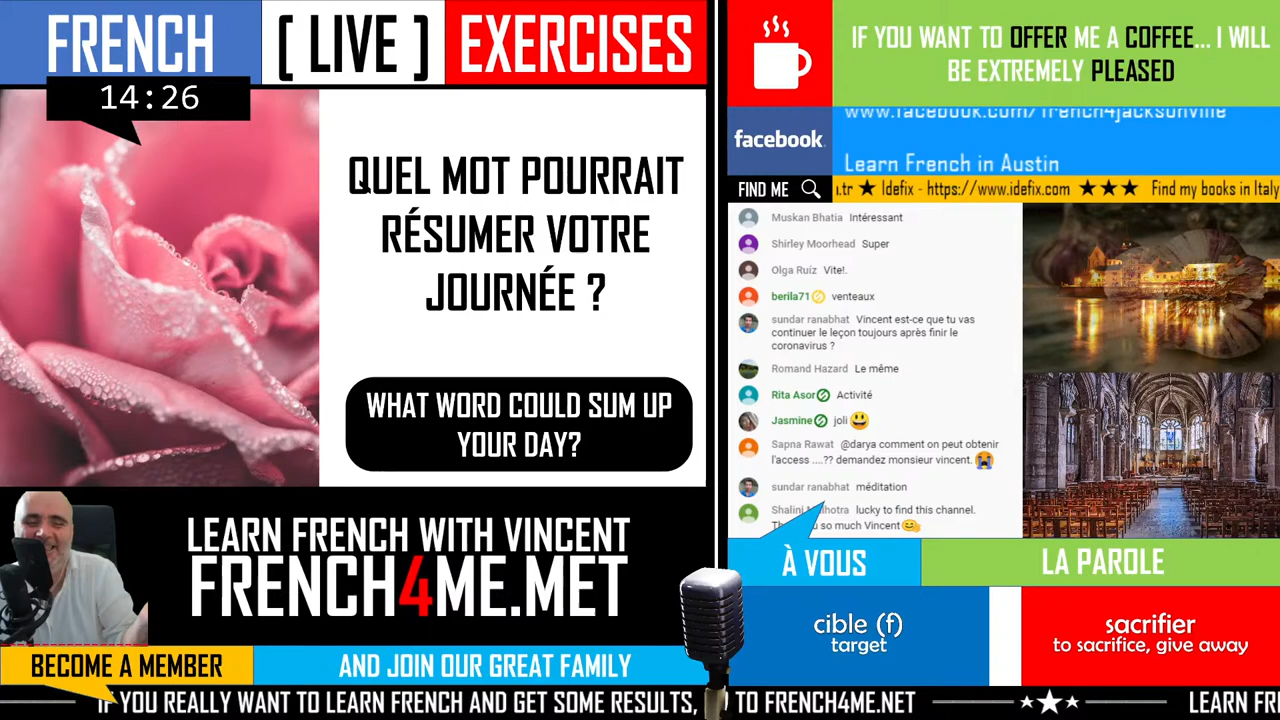 FRENCH
[ LIVE ]
EXERCISES
14:26
QUEL MOT POURRAIT
RÉSUMER VOTRE
JOURNÉE ?
WHAT WORD COULD SUM UP
YOUR DAY?
LEARN FRENCH WITH VINCENT
FRENCH4ME.MET
BECOME A MEMBER
AND JOIN OUR GREAT FAMILY
IF YOU WANT TO OFFER ME A COFFEE... I WILL
BE EXTREMELY PLEASED
facebook.
www.facebook.com/french4jacksonville
Learn French in Austin
FIND ME
.tr ★ Idefix - https://www.idefix.com ★★★ Find my books in Italy
Muskan Bhatia Intéressant
Shirley Moorhead Super
Olga Ruíz Vite!.
berila71 venteaux
sundar ranabhat Vincent est-ce que tu vas
continuer le leçon toujours après finir le
coronavirus ?
Romand Hazard Le même
Rita Asor Activité
Jasmine joli 😃
Sapna Rawat @darya comment on peut obtenir
l'access ....?? demandez monsieur vincent. 😭
sundar ranabhat méditation
Shalini lucky to find this channel.
so much Vincent 😊
À VOUS
LA PAROLE
cible (f)
target
sacrifier
to sacrifice, give away
IF YOU REALLY WANT TO LEARN FRENCH AND GET SOME RESULTS, TO FRENCH4ME.NET ★ LEARN